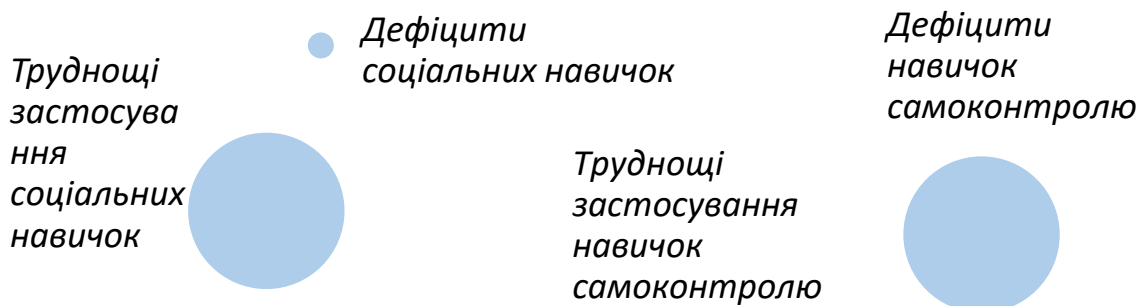 Труднощі
застосува
ння
соціальних
навичок
Дефіцити
соціальних навичок
Труднощі
застосування
навичок
самоконтролю
Дефіцити
навичок
самоконтролю